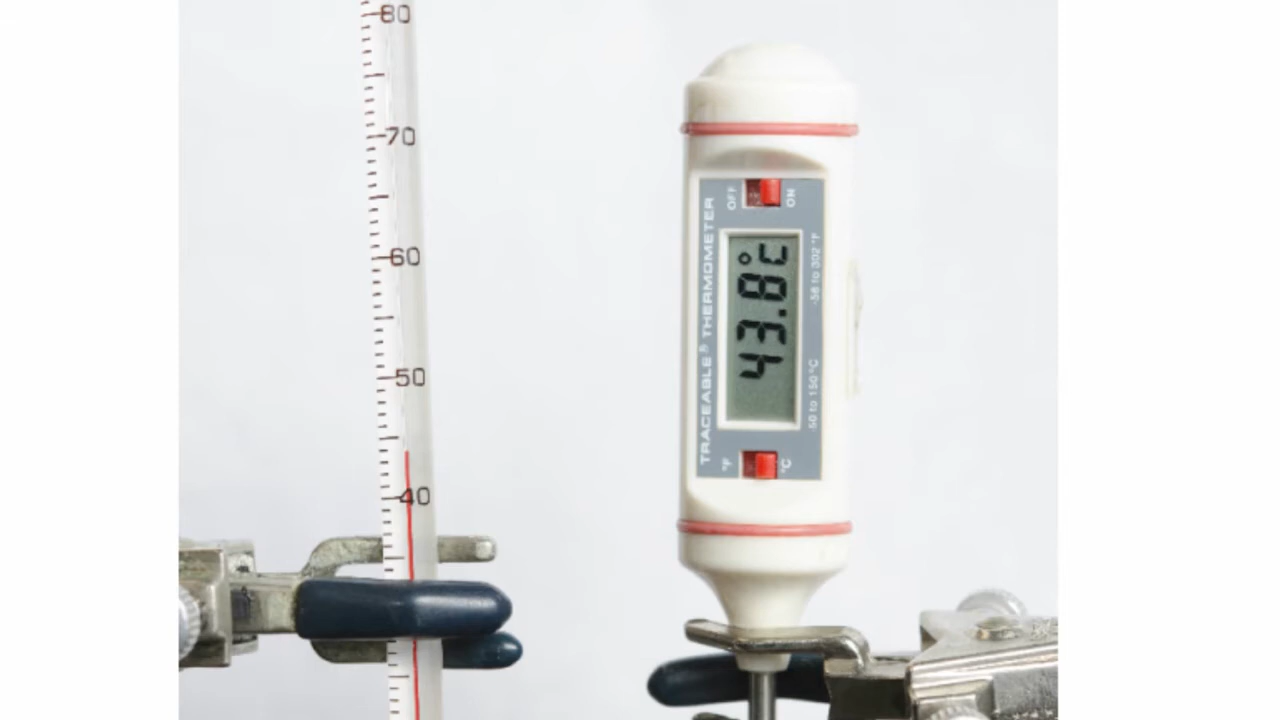 80
70
60
50
40
OFF
ON
TRACEABLE® THERMOMETER
43.8°C
-58 to 302 °F
50 to 150°C
°F
°C